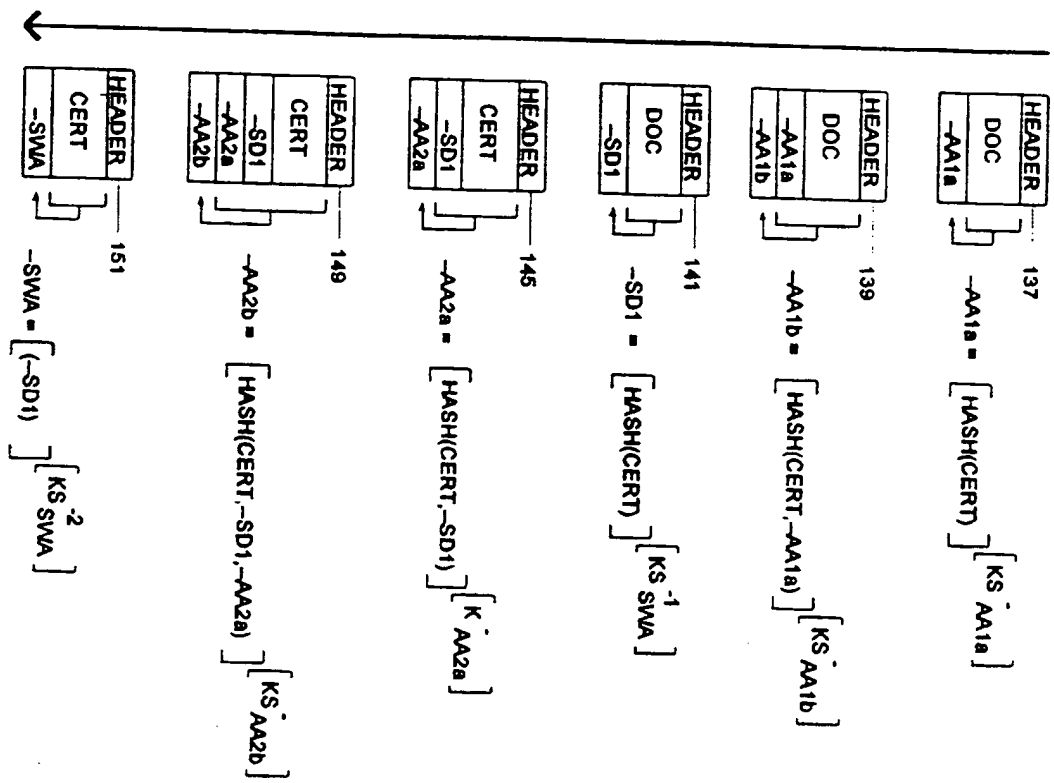 137
HEADER
DOC
–AA1a
–AA1a = [HASH(CERT)] [KS⁻ AA1a]
139
HEADER
DOC
–AA1a
–AA1b
–AA1b = [HASH(CERT,–AA1a)] [KS⁻ AA1b]
141
HEADER
DOC
–SD1
–SD1 = [HASH(CERT)] [KS⁻¹ SWA]
145
HEADER
CERT
–SD1
–AA2a
–AA2a = [HASH(CERT,–SD1)] [K⁻ AA2a]
149
HEADER
CERT
–SD1
–AA2a
–AA2b
–AA2b = [HASH(CERT,–SD1,–AA2a)] [KS⁻ AA2b]
151
HEADER
CERT
–SWA
–SWA = [(–SD1)] [KS⁻² SWA]